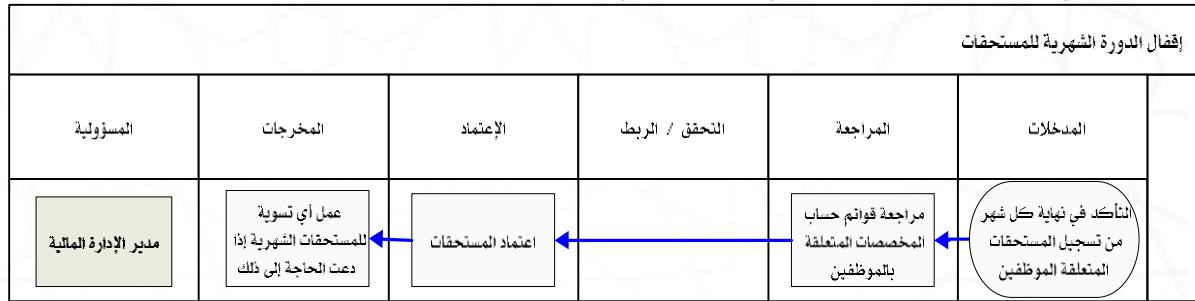 إقفال الدورة الشهرية للمستحقات
المدخلات
المراجعة
التحقق / الربط
الإعتماد
المخرجات
المسؤولية
التأكد في نهاية كل شهر
من تسجيل المستحقات
المتعلقة الموظفين
مراجعة قوائم حساب
المخصصات المتعلقة
بالموظفين
اعتماد المستحقات
عمل أي تسوية
للمستحقات الشهرية إذا
دعت الحاجة إلى ذلك
مدير الإدارة المالية